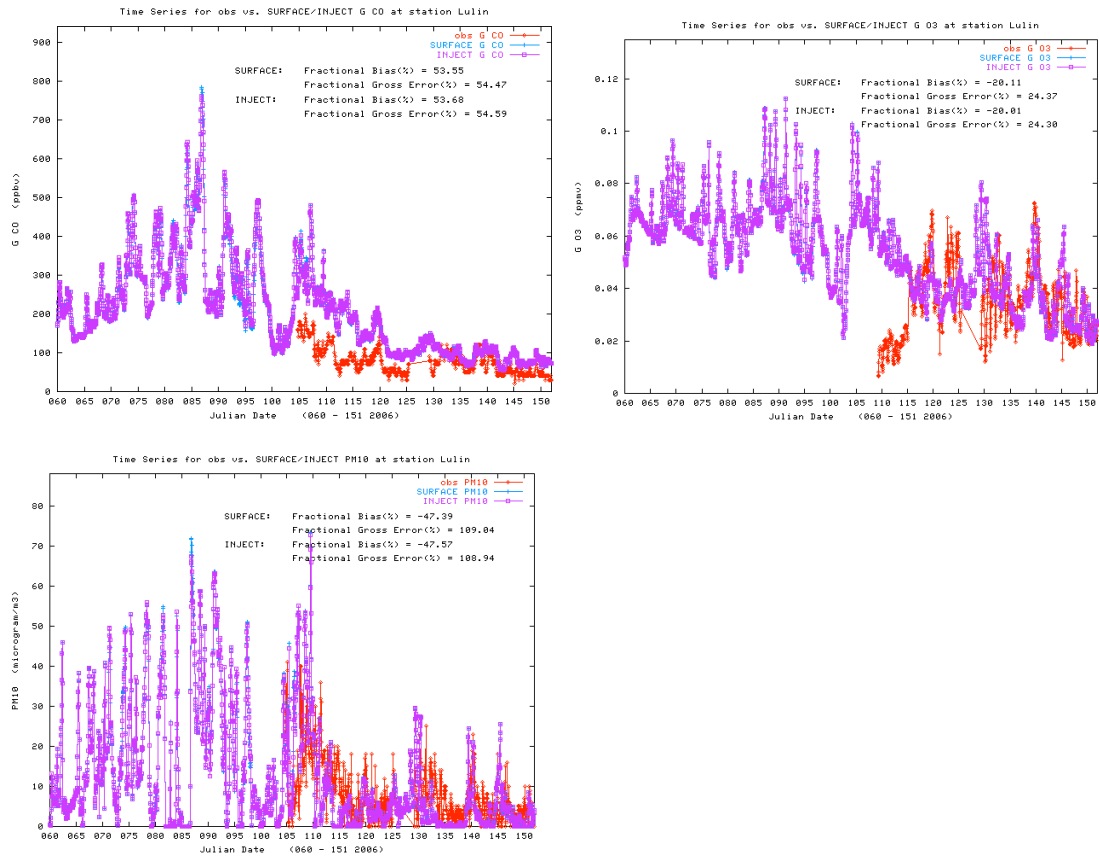 Time Series for obs vs. SURFACE/INJECT G CO at station Lulin
obs G CO
SURFACE G CO
INJECT G CO
SURFACE: Fractional Bias(%) = 53.55
Fractional Gross Error(%) = 54.47
INJECT: Fractional Bias(%) = 53.68
Fractional Gross Error(%) = 54.59
900
800
700
600
500
400
300
200
100
0
G CO (ppbv)
060 065 070 075 080 085 090 095 100 105 110 115 120 125 130 135 140 145 150
Julian Date (060 - 151 2006)
Time Series for obs vs. SURFACE/INJECT G O3 at station Lulin
obs G O3
SURFACE G O3
INJECT G O3
SURFACE: Fractional Bias(%) = -20.11
Fractional Gross Error(%) = 24.37
INJECT: Fractional Bias(%) = -20.01
Fractional Gross Error(%) = 24.30
0.12
0.1
0.08
0.06
0.04
0.02
0
G O3 (ppmv)
060 065 070 075 080 085 090 095 100 105 110 115 120 125 130 135 140 145 150
Julian Date (060 - 151 2006)
Time Series for obs vs. SURFACE/INJECT PM10 at station Lulin
obs PM10
SURFACE PM10
INJECT PM10
SURFACE: Fractional Bias(%) = -47.39
Fractional Gross Error(%) = 109.04
INJECT: Fractional Bias(%) = -47.57
Fractional Gross Error(%) = 108.94
80
70
60
50
40
30
20
10
0
PM10 (microgram/m3)
060 065 070 075 080 085 090 095 100 105 110 115 120 125 130 135 140 145 150
Julian Date (060 - 151 2006)